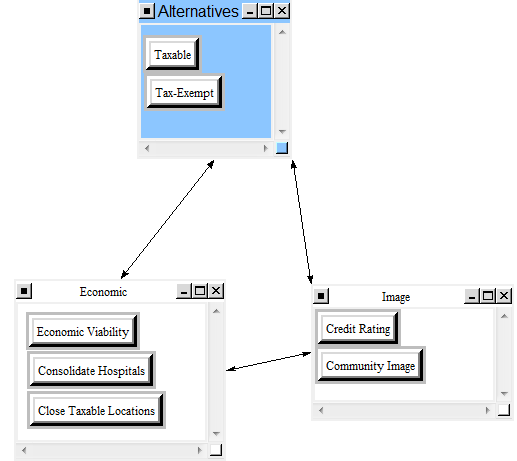 Alternatives
Taxable
Tax-Exempt
Economic
Economic Viability
Consolidate Hospitals
Close Taxable Locations
Image
Credit Rating
Community Image